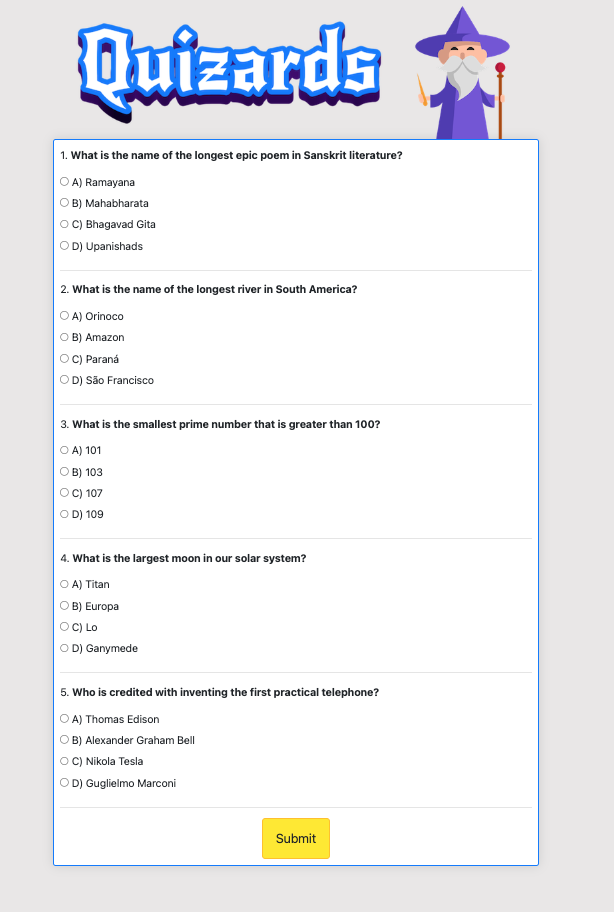 Quizards
1. What is the name of the longest epic poem in Sanskrit literature?
A) Ramayana
B) Mahabharata
C) Bhagavad Gita
D) Upanishads
2. What is the name of the longest river in South America?
A) Orinoco
B) Amazon
C) Paraná
D) São Francisco
3. What is the smallest prime number that is greater than 100?
A) 101
B) 103
C) 107
D) 109
4. What is the largest moon in our solar system?
A) Titan
B) Europa
C) Lo
D) Ganymede
5. Who is credited with inventing the first practical telephone?
A) Thomas Edison
B) Alexander Graham Bell
C) Nikola Tesla
D) Guglielmo Marconi
Submit